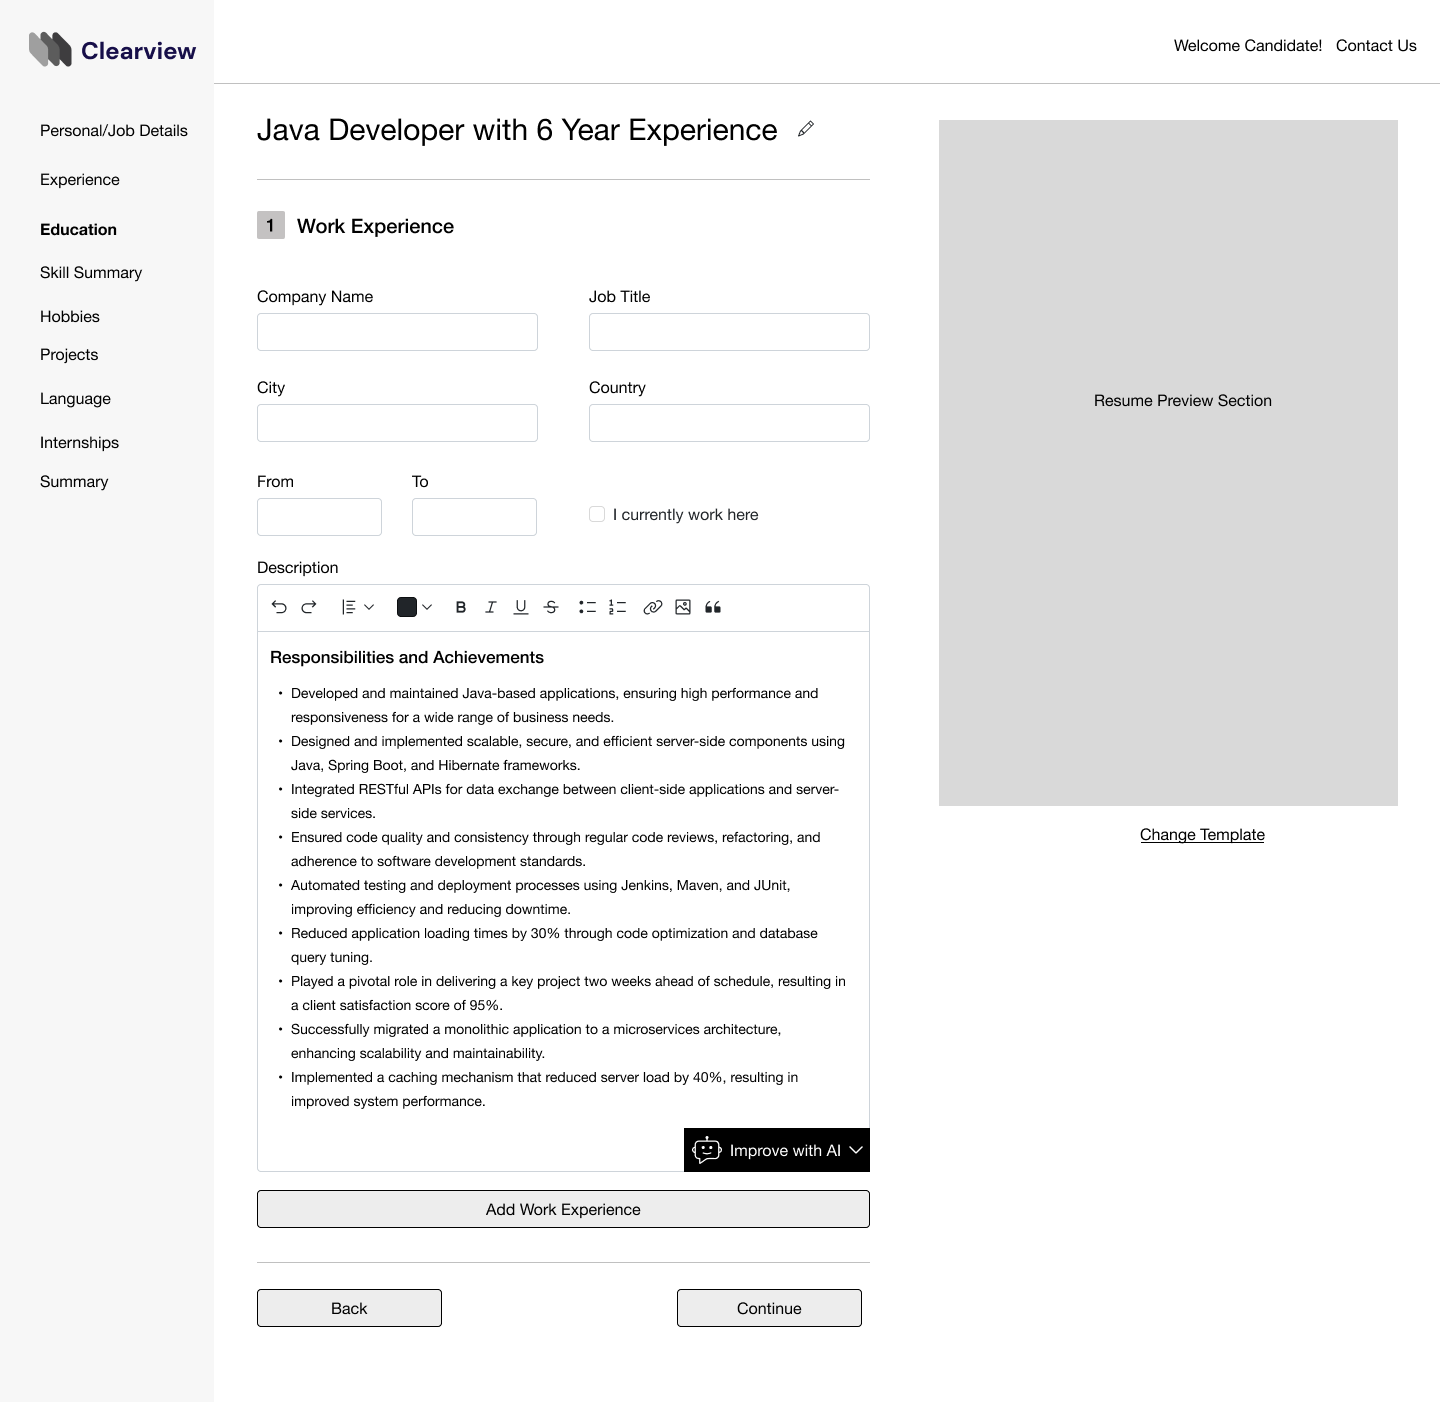 Clearview
Welcome Candidate!
Contact Us
Personal/Job Details
Experience
Education
Skill Summary
Hobbies
Projects
Language
Internships
Summary
Java Developer with 6 Year Experience
1 Work Experience
Company Name
Job Title
City
Country
From
To
I currently work here
Description
B I U S
Responsibilities and Achievements
• Developed and maintained Java-based applications, ensuring high performance and
responsiveness for a wide range of business needs.
• Designed and implemented scalable, secure, and efficient server-side components using
Java, Spring Boot, and Hibernate frameworks.
• Integrated RESTful APIs for data exchange between client-side applications and server-
side services.
• Ensured code quality and consistency through regular code reviews, refactoring, and
adherence to software development standards.
• Automated testing and deployment processes using Jenkins, Maven, and JUnit,
improving efficiency and reducing downtime.
• Reduced application loading times by 30% through code optimization and database
query tuning.
• Played a pivotal role in delivering a key project two weeks ahead of schedule, resulting in
a client satisfaction score of 95%.
• Successfully migrated a monolithic application to a microservices architecture,
enhancing scalability and maintainability.
• Implemented a caching mechanism that reduced server load by 40%, resulting in
improved system performance.
Improve with AI
Add Work Experience
Back
Continue
Resume Preview Section
Change Template